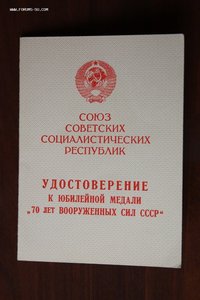 www.forums-su.com
СОЮЗ
СОВЕТСКИХ
СОЦИАЛИСТИЧЕСКИХ
РЕСПУБЛИК
УДОСТОВЕРЕНИЕ
К ЮБИЛЕЙНОЙ МЕДАЛИ
„70 ЛЕТ ВООРУЖЕННЫХ СИЛ СССР“